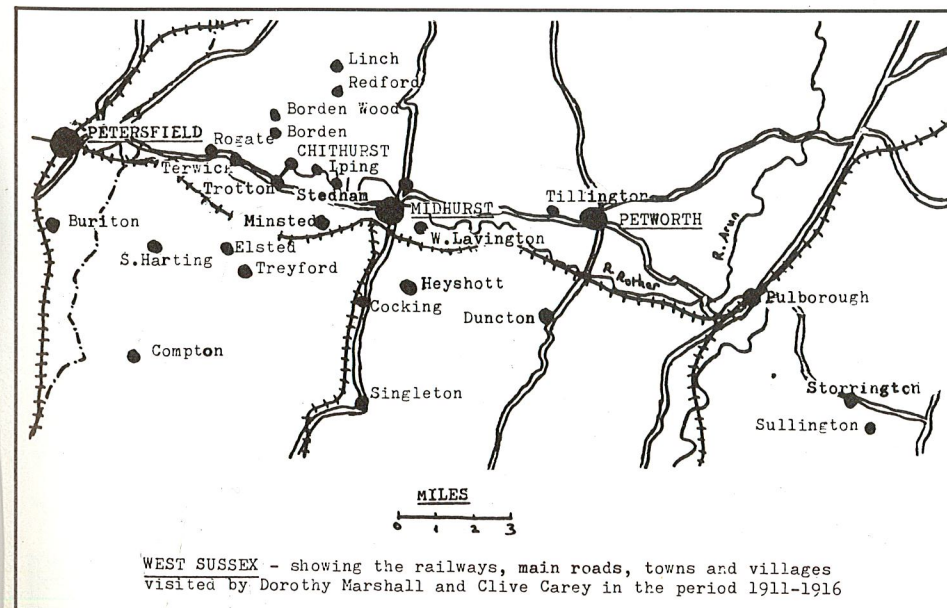 Linch
Redford
Borden Wood
Borden
PETERSFIELD
Rogate
CHITHURST
Iping
Terwick
Trotton
Stedham
Tillington
MIDHURST
PETWORTH
Buriton
Minsted
W.Lavington
R. Arun
S.Harting
Elsted
Treyford
R. Rother
Heyshott
Pulborough
Cocking
Duncton
Compton
Singleton
Storrington
Sullington
MILES
0 1 2 3
WEST SUSSEX - showing the railways, main roads, towns and villages
visited by Dorothy Marshall and Clive Carey in the period 1911-1916